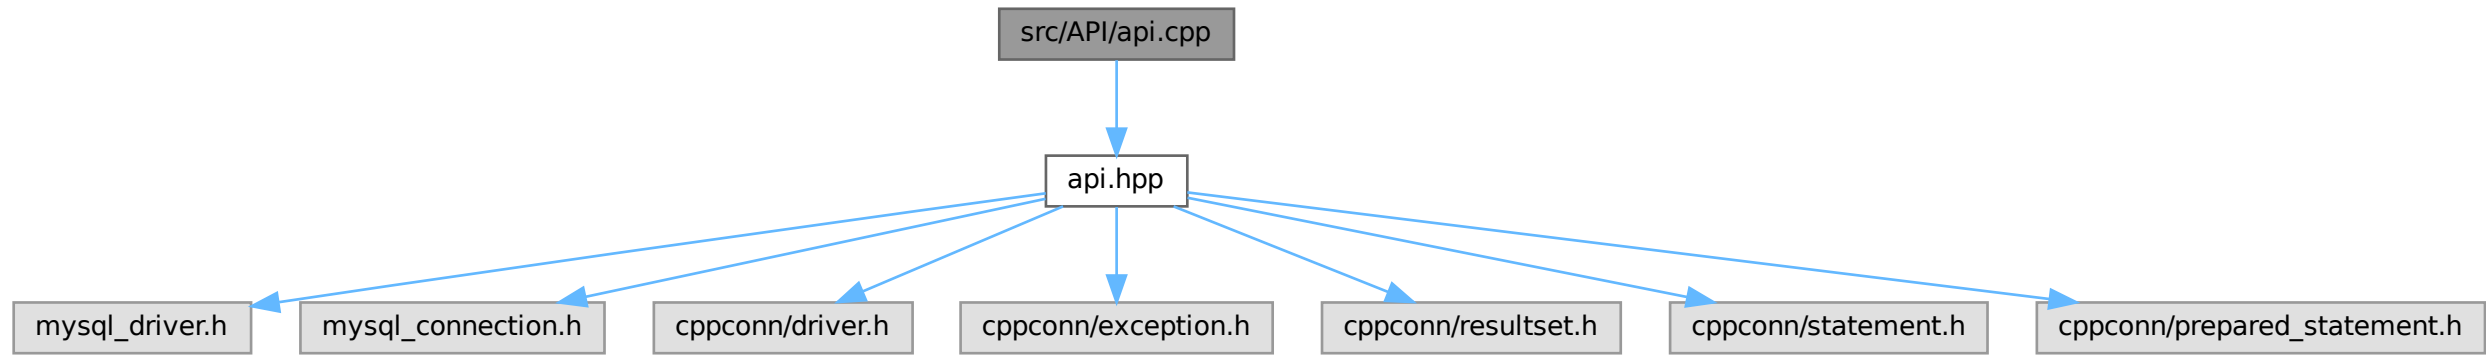 src/API/api.cpp
api.hpp
mysql_driver.h
mysql_connection.h
cppconn/driver.h
cppconn/exception.h
cppconn/resultset.h
cppconn/statement.h
cppconn/prepared_statement.h